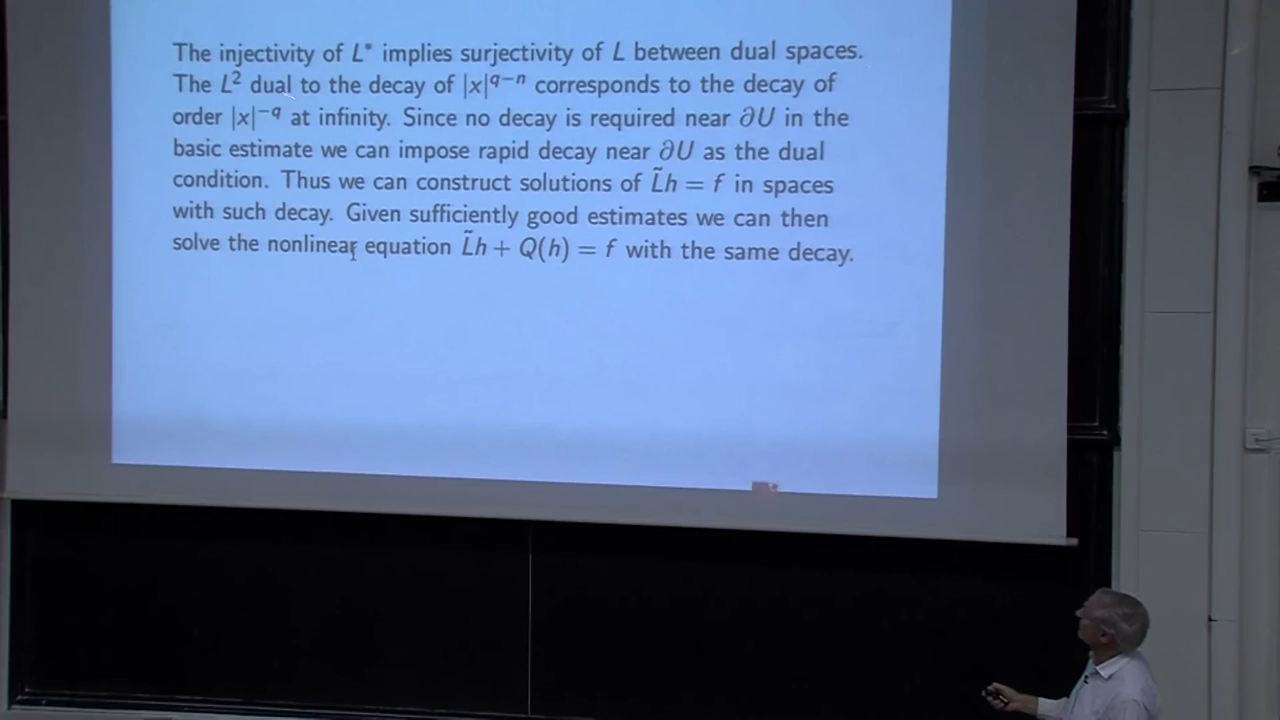 The injectivity of L* implies surjectivity of L between dual spaces.
The L² dual to the decay of |x|^{q−n} corresponds to the decay of
order |x|^{−q} at infinity. Since no decay is required near ∂U in the
basic estimate we can impose rapid decay near ∂U as the dual
condition. Thus we can construct solutions of L̃h = f in spaces
with such decay. Given sufficiently good estimates we can then
solve the nonlinear equation L̃h + Q(h) = f with the same decay.